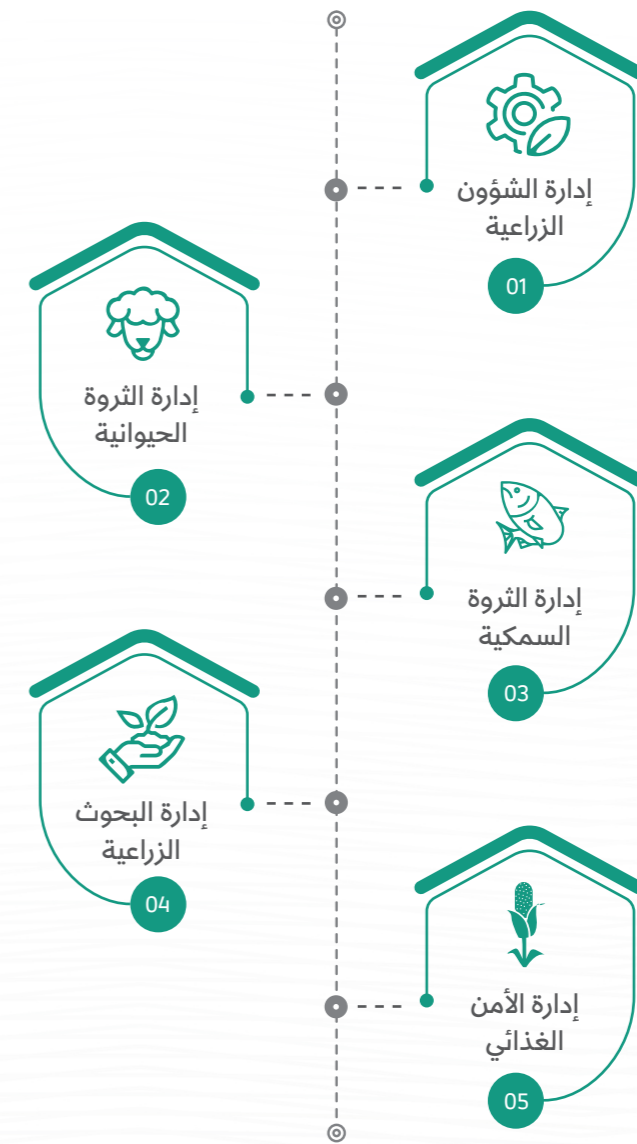 إدارة الشؤون
الزراعية
01
إدارة الثروة
الحيوانية
02
إدارة الثروة
السمكية
03
إدارة البحوث
الزراعية
04
إدارة الأمن
الغذائي
05